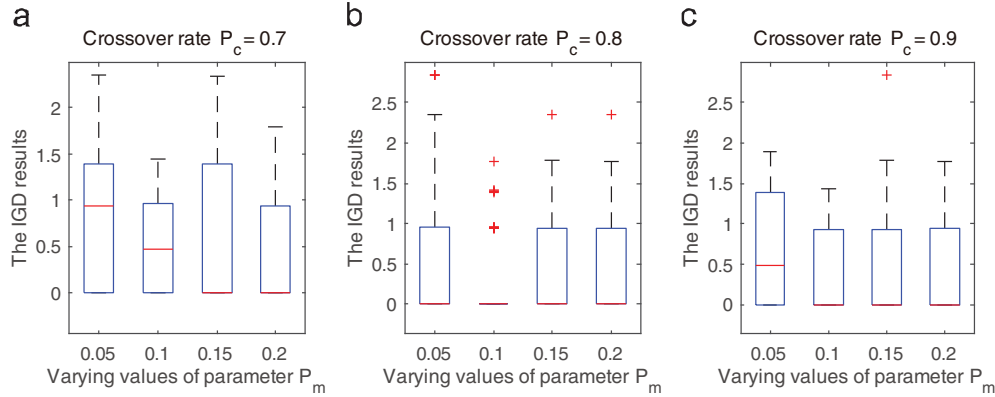 a
Crossover rate P_c = 0.7
The IGD results
2
1.5
1
0.5
0
0.05 0.1 0.15 0.2
Varying values of parameter P_m
b
Crossover rate P_c = 0.8
2.5
2
1.5
1
0.5
0
0.05 0.1 0.15 0.2
Varying values of parameter P_m
c
Crossover rate P_c = 0.9
The IGD results
2.5
2
1.5
1
0.5
0
0.05 0.1 0.15 0.2
Varying values of parameter P_m